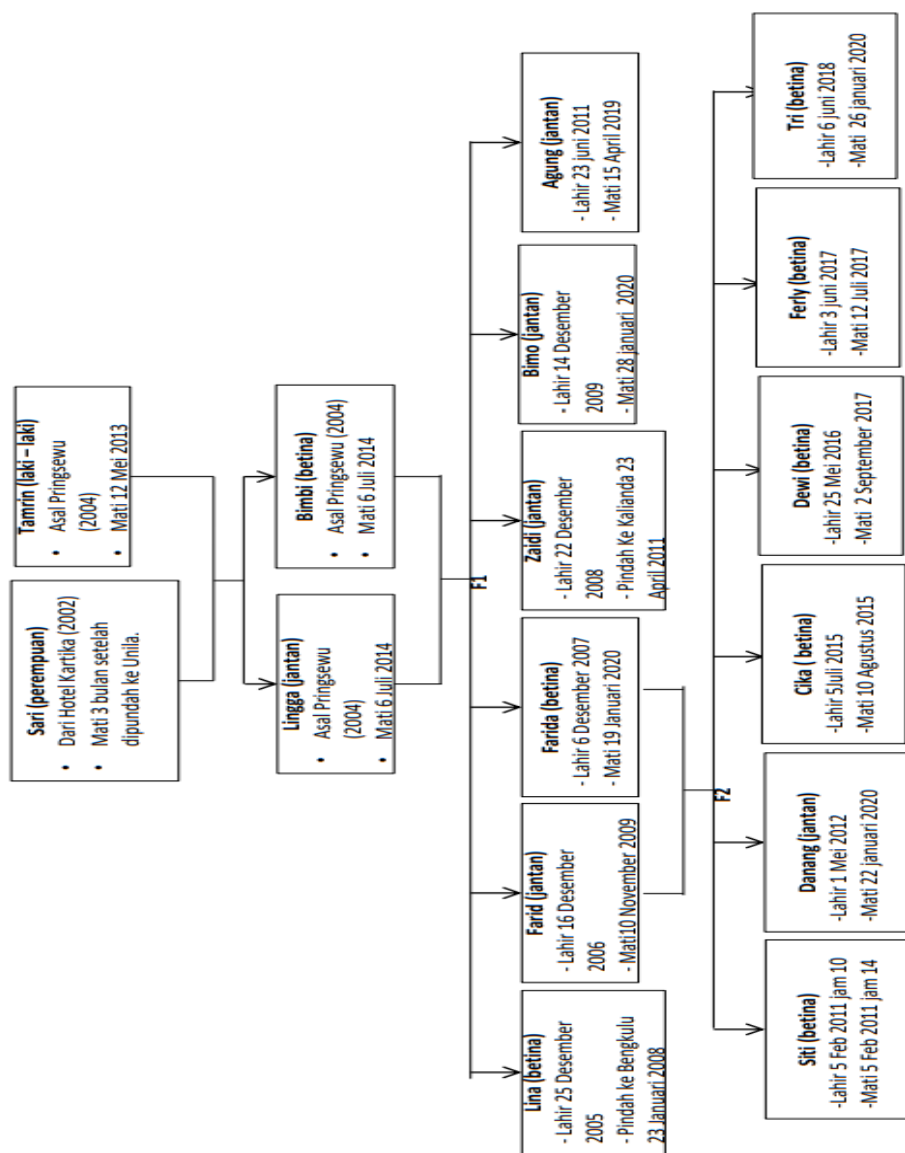 Sari (perempuan)
• Dari Hotel Kartika (2002)
• Mati 3 bulan setelah
dipundah ke Unila.
Tamrin (laki – laki)
• Asal Pringsewu
(2004)
• Mati 12 Mei 2013
Lingga (jantan)
• Asal Pringsewu
(2004)
• Mati 6 Juli 2014
Bimbi (betina)
• Asal Pringsewu (2004)
• Mati 6 Juli 2014
F1
Lina (betina)
- Lahir 25 Desember
2005
- Pindah ke Bengkulu
23 Januari 2008
Farid (jantan)
- Lahir 16 Desember
2006
- Mati10 November 2009
Farida (betina)
- Lahir 6 Desember 2007
- Mati 19 Januari 2020
Zaidi (jantan)
- Lahir 22 Desember
2008
- Pindah Ke Kalianda 23
April 2011
Bimo (jantan)
- Lahir 14 Desember
2009
- Mati 28 januari 2020
Agung (jantan)
- Lahir 23 juni 2011
- Mati 15 April 2019
F2
Siti (betina)
-Lahir 5 Feb 2011 jam 10
-Mati 5 Feb 2011 jam 14
Danang (jantan)
-Lahir 1 Mei 2012
-Mati 22 januari 2020
Cika ( betina)
-Lahir 5Juli 2015
-Mati 10 Agustus 2015
Dewi (betina)
-Lahir 25 Mei 2016
-Mati 2 September 2017
Ferly (betina)
-Lahir 3 juni 2017
-Mati 12 Juli 2017
Tri (betina)
-Lahir 6 juni 2018
-Mati 26 januari 2020